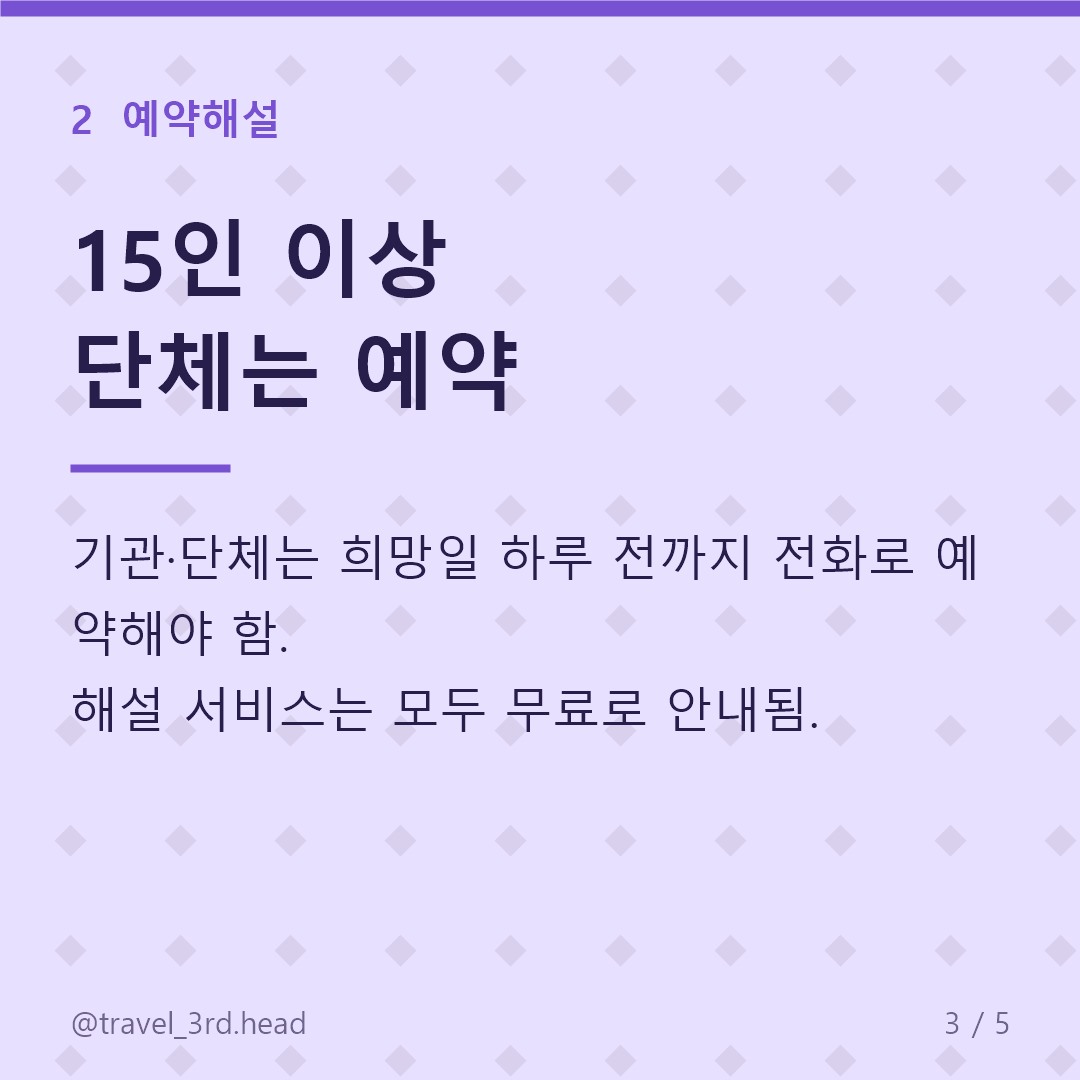 2 예약해설
15인 이상
단체는 예약
기관·단체는 희망일 하루 전까지 전화로 예
약해야 함.
해설 서비스는 모두 무료로 안내됨.
@travel_3rd.head
3 / 5